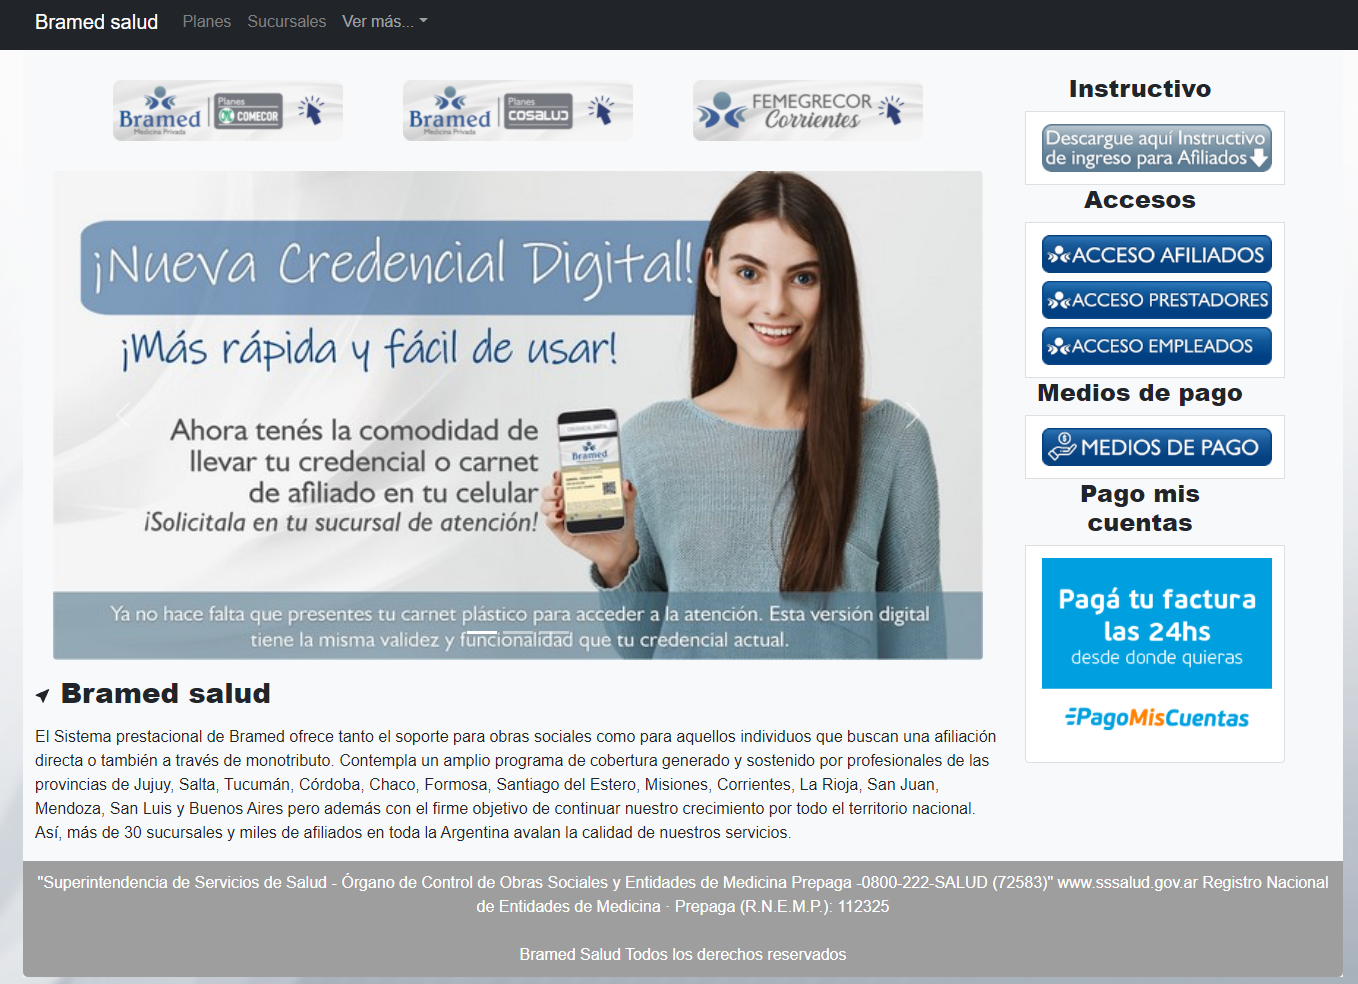 Bramed salud Planes Sucursales Ver más...
Bramed Medicina Privada Planes COMECOR
Bramed Medicina Privada Planes COSALUD
FEMEGRECOR Corrientes
¡Nueva Credencial Digital!
¡Más rápida y fácil de usar!
Ahora tenés la comodidad de
llevar tu credencial o carnet
de afiliado en tu celular
¡Solicitala en tu sucursal de atención!
CREDENCIAL DIGITAL
Bramed
Ya no hace falta que presentes tu carnet plástico para acceder a la atención. Esta versión digital
tiene la misma validez y funcionalidad que tu credencial actual.
Bramed salud
El Sistema prestacional de Bramed ofrece tanto el soporte para obras sociales como para aquellos individuos que buscan una afiliación
directa o también a través de monotributo. Contempla un amplio programa de cobertura generado y sostenido por profesionales de las
provincias de Jujuy, Salta, Tucumán, Córdoba, Chaco, Formosa, Santiago del Estero, Misiones, Corrientes, La Rioja, San Juan,
Mendoza, San Luis y Buenos Aires pero además con el firme objetivo de continuar nuestro crecimiento por todo el territorio nacional.
Así, más de 30 sucursales y miles de afiliados en toda la Argentina avalan la calidad de nuestros servicios.
Instructivo
Descargue aquí Instructivo
de ingreso para Afiliados
Accesos
ACCESO AFILIADOS
ACCESO PRESTADORES
ACCESO EMPLEADOS
Medios de pago
MEDIOS DE PAGO
Pago mis
cuentas
Pagá tu factura
las 24hs
desde donde quieras
PagoMisCuentas
"Superintendencia de Servicios de Salud - Órgano de Control de Obras Sociales y Entidades de Medicina Prepaga -0800-222-SALUD (72583)" www.sssalud.gov.ar Registro Nacional
de Entidades de Medicina · Prepaga (R.N.E.M.P.): 112325
Bramed Salud Todos los derechos reservados